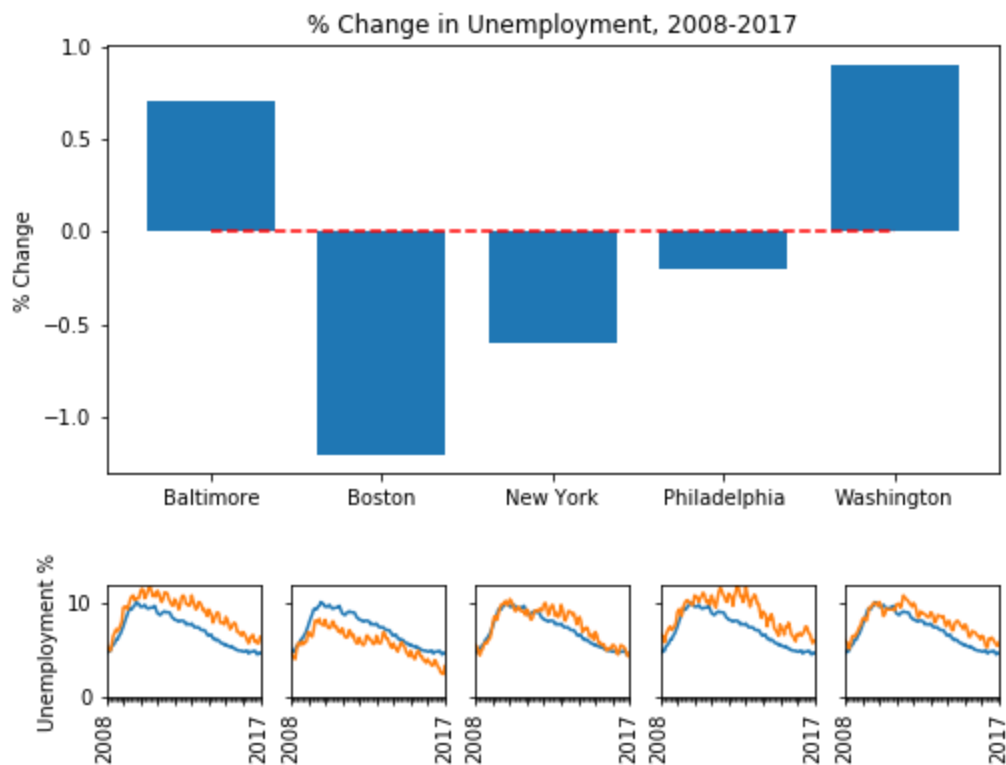 % Change in Unemployment, 2008-2017
1.0
0.5
0.0
−0.5
−1.0
% Change
Baltimore Boston New York Philadelphia Washington
Unemployment %
10
0
2008 2017 2008 2017 2008 2017 2008 2017 2008 2017